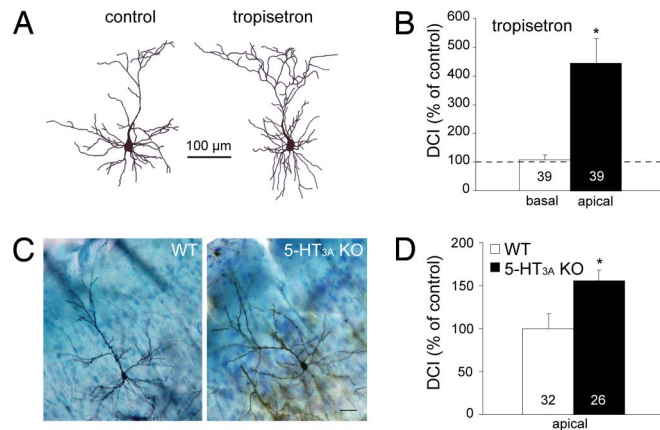 A
control
tropisetron
100 µm
B
tropisetron
DCI (% of control)
600
500
400
300
200
100
0
*
39
39
basal
apical
C
WT
5-HT3A KO
D
WT
5-HT3A KO
DCI (% of control)
200
150
100
50
0
*
32
26
apical